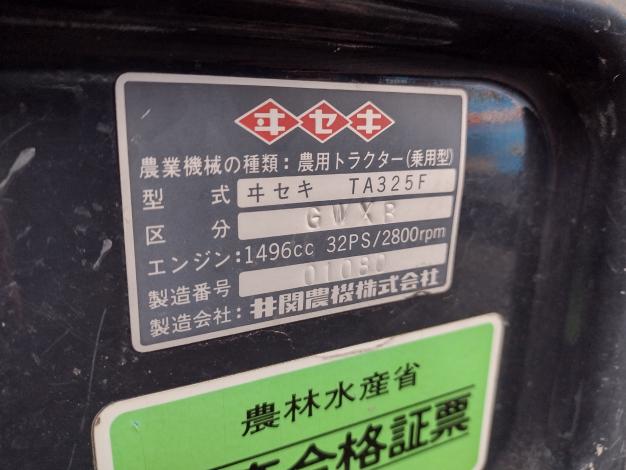 ヰセキ
農業機械の種類：農用トラクター(乗用型)
型 式 ヰセキ TA325F
区 分 GWXB
エンジン：1496cc 32PS/2800rpm
製造番号 01080
製造会社：井関農機株式会社
農林水産省
合格証票